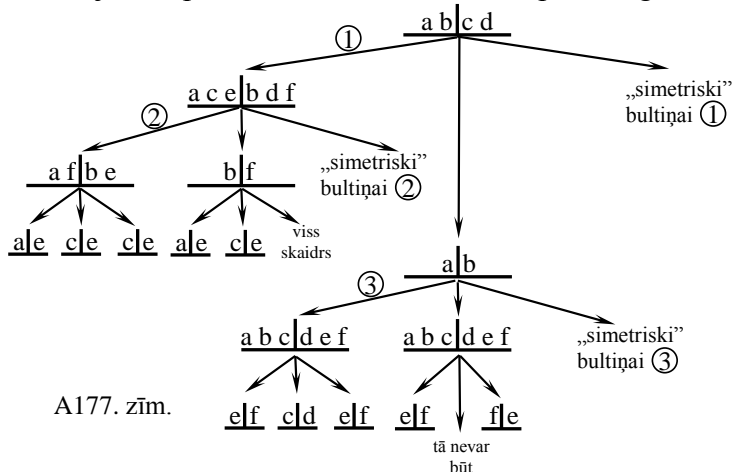 a b c d
①
a c e b d f
„simetriski”
bultiņai ①
②
a f b e
b f
„simetriski”
bultiņai ②
a e
c e
c e
a e
c e
viss
skaidrs
a b
③
a b c d e f
a b c d e f
„simetriski”
bultiņai ③
A177. zīm.
e f
c d
e f
e f
f e
tā nevar
būt